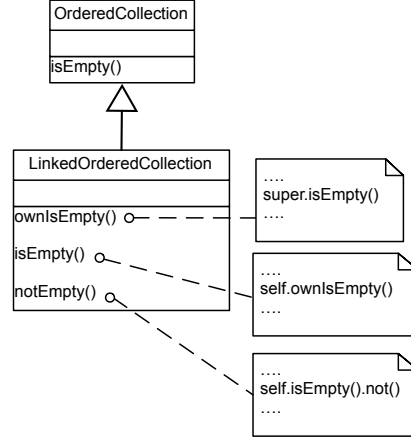 OrderedCollection
isEmpty()
LinkedOrderedCollection
ownIsEmpty()
isEmpty()
notEmpty()
....
super.isEmpty()
....
....
self.ownIsEmpty()
....
....
self.isEmpty().not()
....